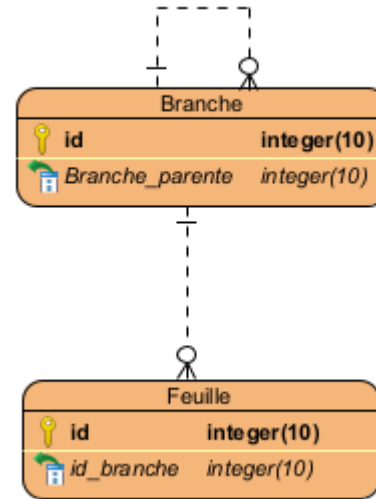 Branche
id integer(10)
Branche_parente integer(10)
Feuille
id integer(10)
id_branche integer(10)